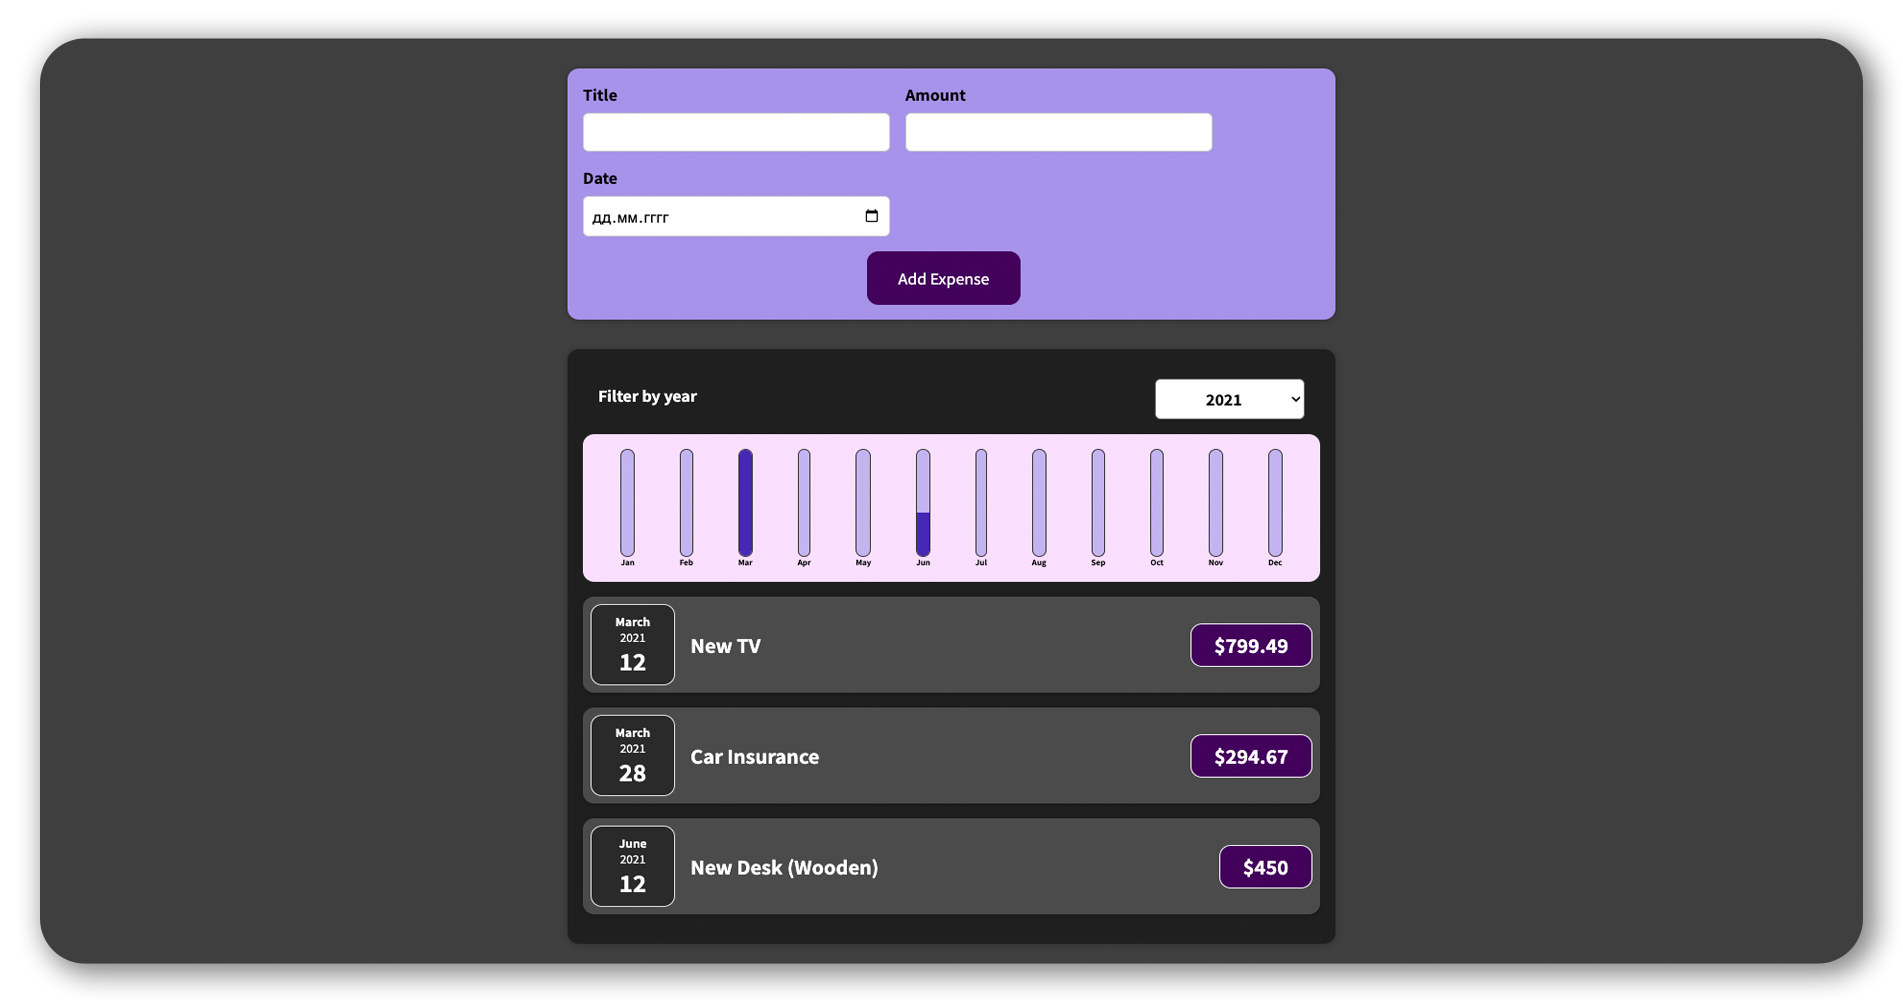 Title
Amount
Date
дд.мм.гггг
Add Expense
Filter by year
2021
Jan Feb Mar Apr May Jun Jul Aug Sep Oct Nov Dec
March
2021
12
New TV
$799.49
March
2021
28
Car Insurance
$294.67
June
2021
12
New Desk (Wooden)
$450